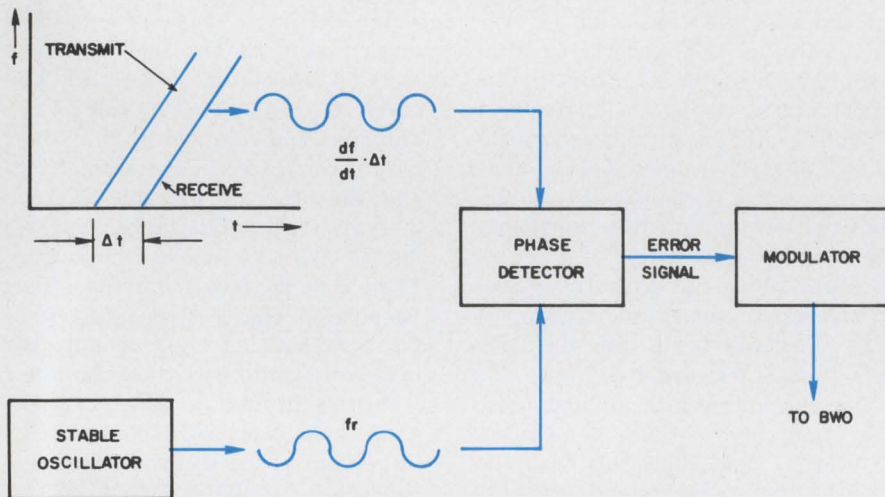 f
TRANSMIT
df
dt
· Δt
RECEIVE
t
Δt
PHASE
DETECTOR
ERROR
SIGNAL
MODULATOR
fr
STABLE
OSCILLATOR
TO BWO